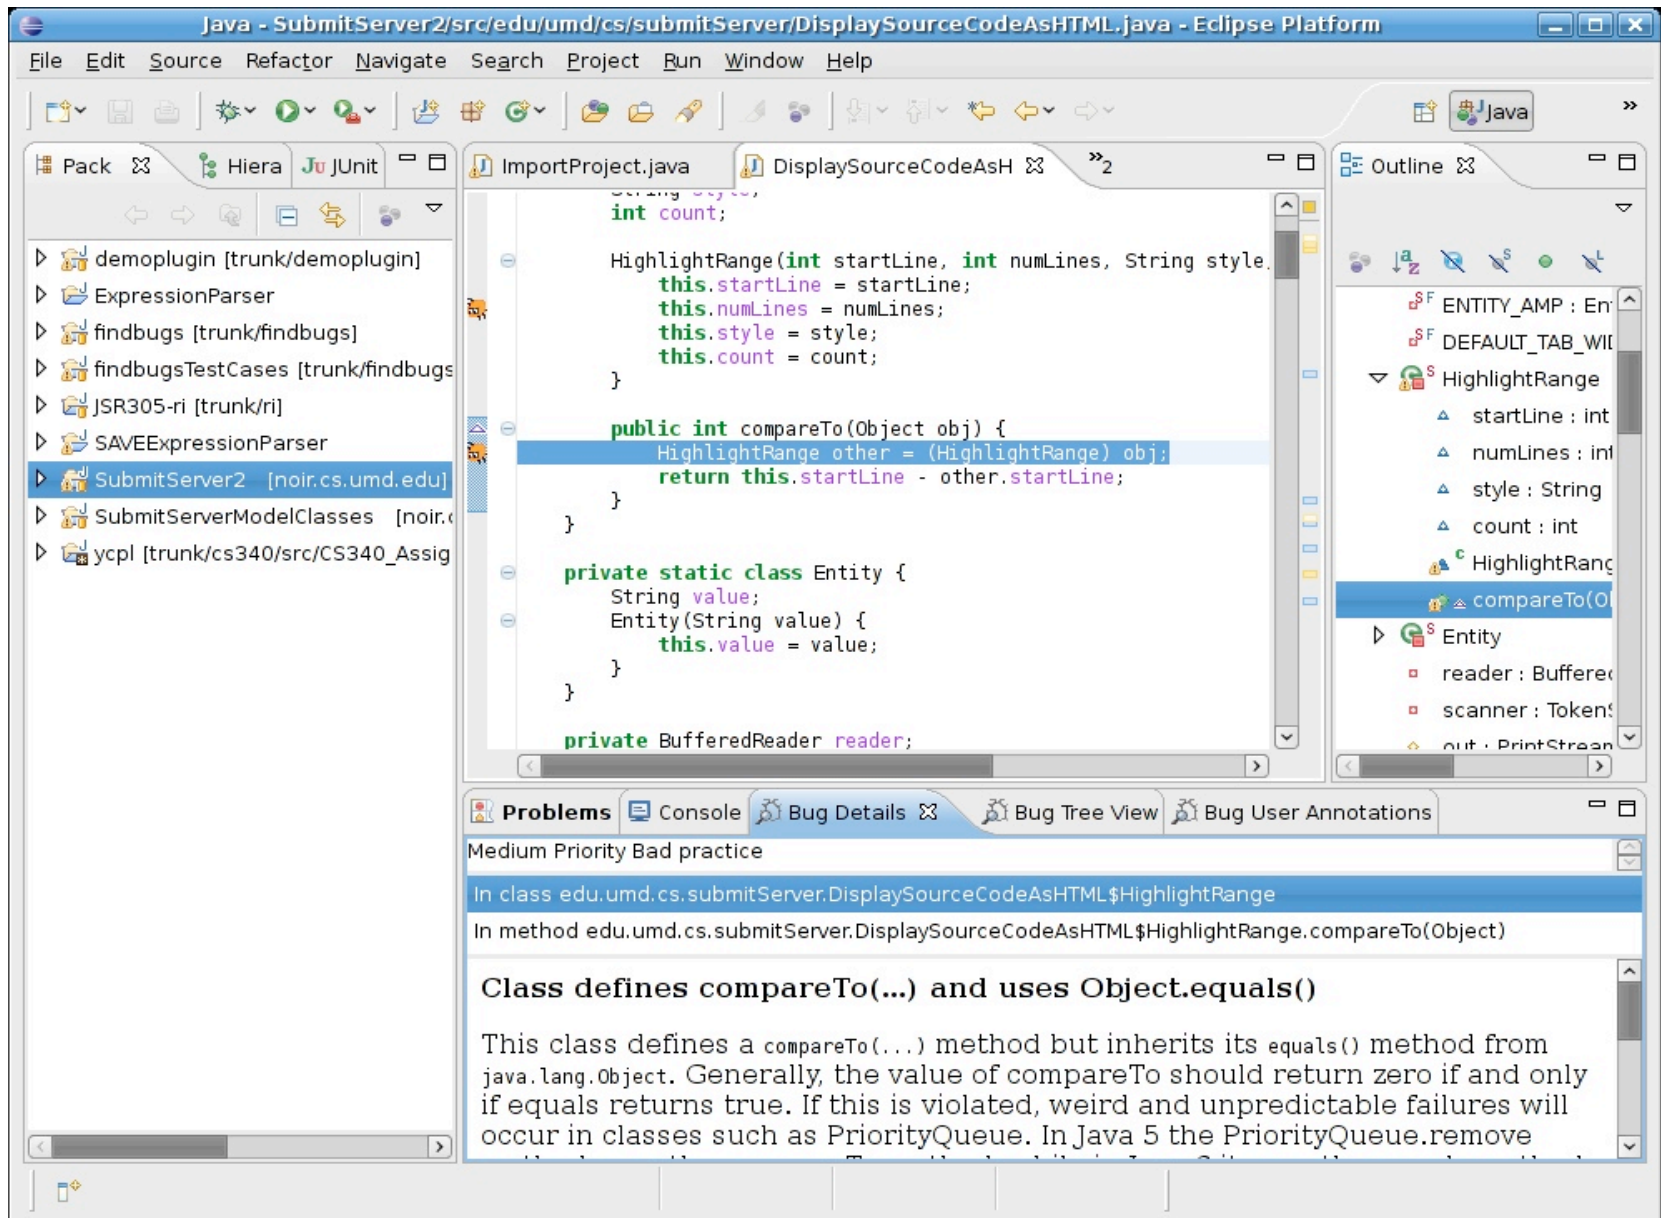 Java - SubmitServer2/src/edu/umd/cs/submitServer/DisplaySourceCodeAsHTML.java - Eclipse Platform
File Edit Source Refactor Navigate Search Project Run Window Help
Java »
Pack Hiera Ju JUnit
demoplugin [trunk/demoplugin]
ExpressionParser
findbugs [trunk/findbugs]
findbugsTestCases [trunk/findbugs
JSR305-ri [trunk/ri]
SAVEExpressionParser
SubmitServer2 [noir.cs.umd.edu]
SubmitServerModelClasses [noir.c
ycpl [trunk/cs340/src/CS340_Assig
ImportProject.java DisplaySourceCodeAsH »2
String style;
int count;
HighlightRange(int startLine, int numLines, String style,
this.startLine = startLine;
this.numLines = numLines;
this.style = style;
this.count = count;
}
public int compareTo(Object obj) {
HighlightRange other = (HighlightRange) obj;
return this.startLine - other.startLine;
}
}
private static class Entity {
String value;
Entity(String value) {
this.value = value;
}
}
private BufferedReader reader;
Outline
ENTITY_AMP : En
DEFAULT_TAB_WID
HighlightRange
startLine : int
numLines : int
style : String
count : int
HighlightRang
compareTo(Ob
Entity
reader : Buffered
scanner : TokenS
out : PrintStream
Problems Console Bug Details Bug Tree View Bug User Annotations
Medium Priority Bad practice
In class edu.umd.cs.submitServer.DisplaySourceCodeAsHTML$HighlightRange
In method edu.umd.cs.submitServer.DisplaySourceCodeAsHTML$HighlightRange.compareTo(Object)
Class defines compareTo(...) and uses Object.equals()
This class defines a compareTo(...) method but inherits its equals() method from
java.lang.Object. Generally, the value of compareTo should return zero if and only
if equals returns true. If this is violated, weird and unpredictable failures will
occur in classes such as PriorityQueue. In Java 5 the PriorityQueue.remove